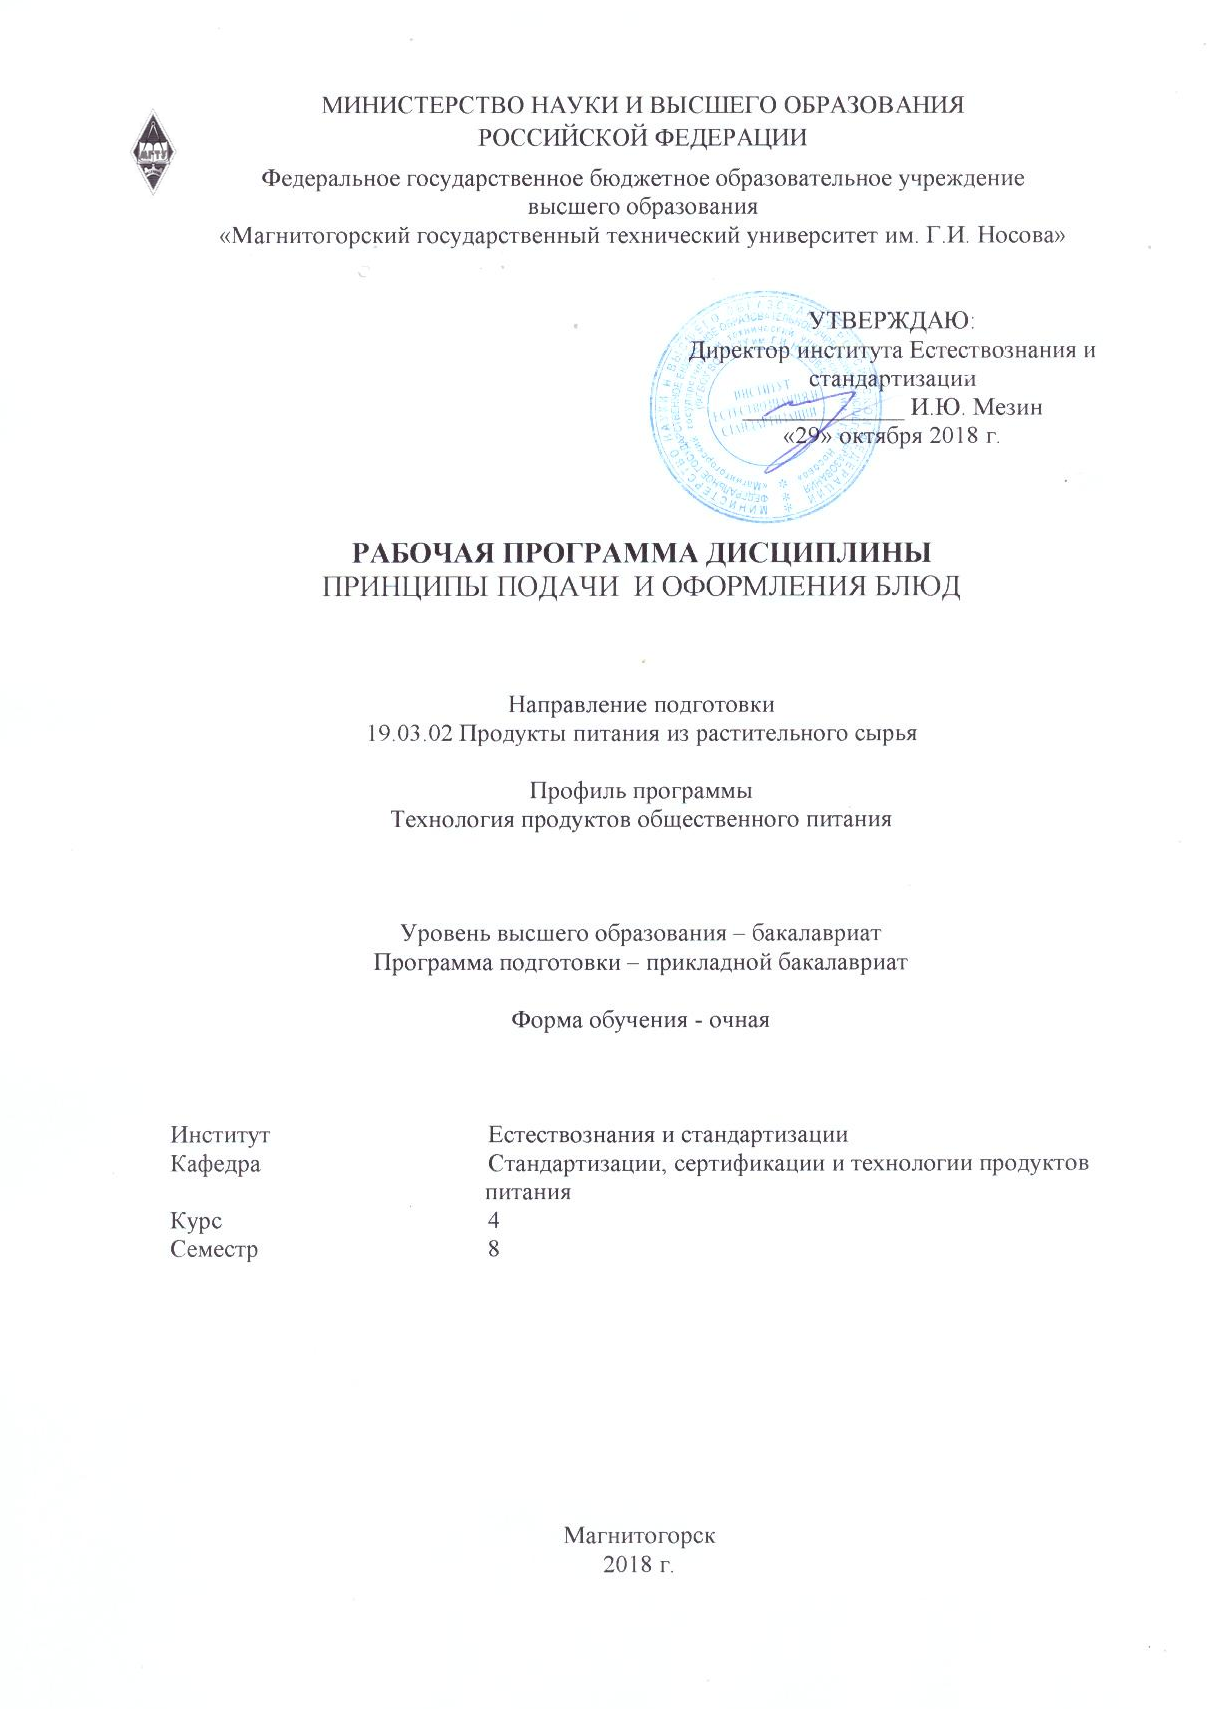 МИНИСТЕРСТВО НАУКИ И ВЫСШЕГО ОБРАЗОВАНИЯ
РОССИЙСКОЙ ФЕДЕРАЦИИ
МГТУ
Федеральное государственное бюджетное образовательное учреждение
высшего образования
«Магнитогорский государственный технический университет им. Г.И. Носова»
УТВЕРЖДАЮ:
Директор института Естествознания и
стандартизации
И.Ю. Мезин
«29» октября 2018 г.
ИНСТИТУТ
ЕСТЕСТВОЗНАНИЯ И
СТАНДАРТИЗАЦИИ
РАБОЧАЯ ПРОГРАММА ДИСЦИПЛИНЫ
ПРИНЦИПЫ ПОДАЧИ И ОФОРМЛЕНИЯ БЛЮД
Направление подготовки
19.03.02 Продукты питания из растительного сырья
Профиль программы
Технология продуктов общественного питания
Уровень высшего образования – бакалавриат
Программа подготовки – прикладной бакалавриат
Форма обучения - очная
Институт Естествознания и стандартизации
Кафедра Стандартизации, сертификации и технологии продуктов
питания
Курс 4
Семестр 8
Магнитогорск
2018 г.